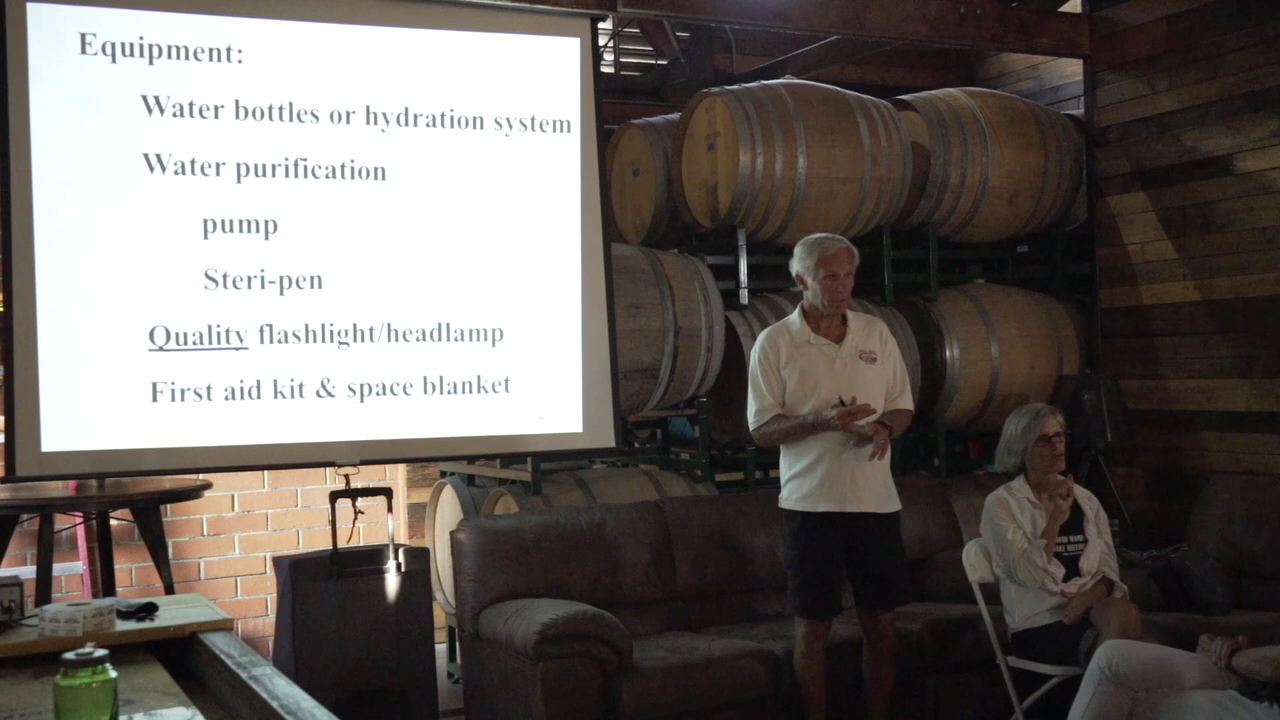 Equipment:
Water bottles or hydration system
Water purification
pump
Steri-pen
Quality flashlight/headlamp
First aid kit & space blanket